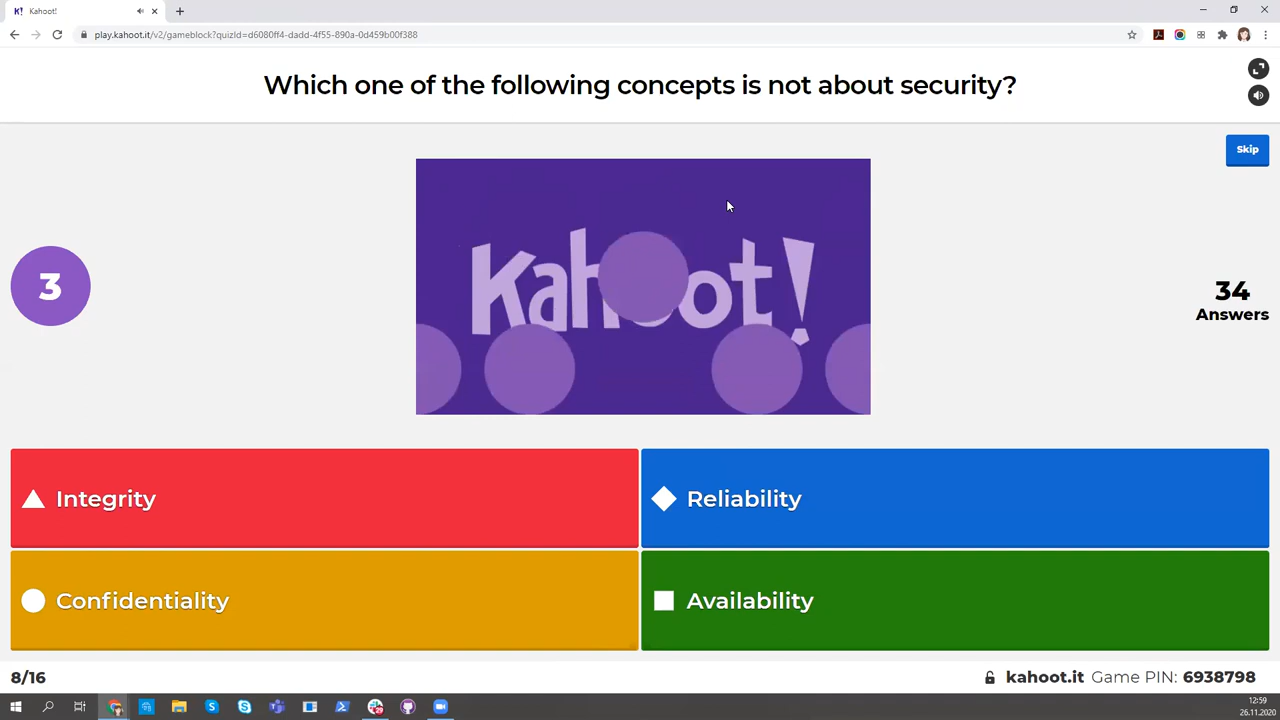 Kahoot!
play.kahoot.it/v2/gameblock?quizId=d6080ff4-dadd-4f55-890a-0d459b00f388
Which one of the following concepts is not about security?
Skip
Kahoot!
3
34
Answers
Integrity
Reliability
Confidentiality
Availability
8/16
kahoot.it Game PIN: 6938798
12:59
26.11.2020